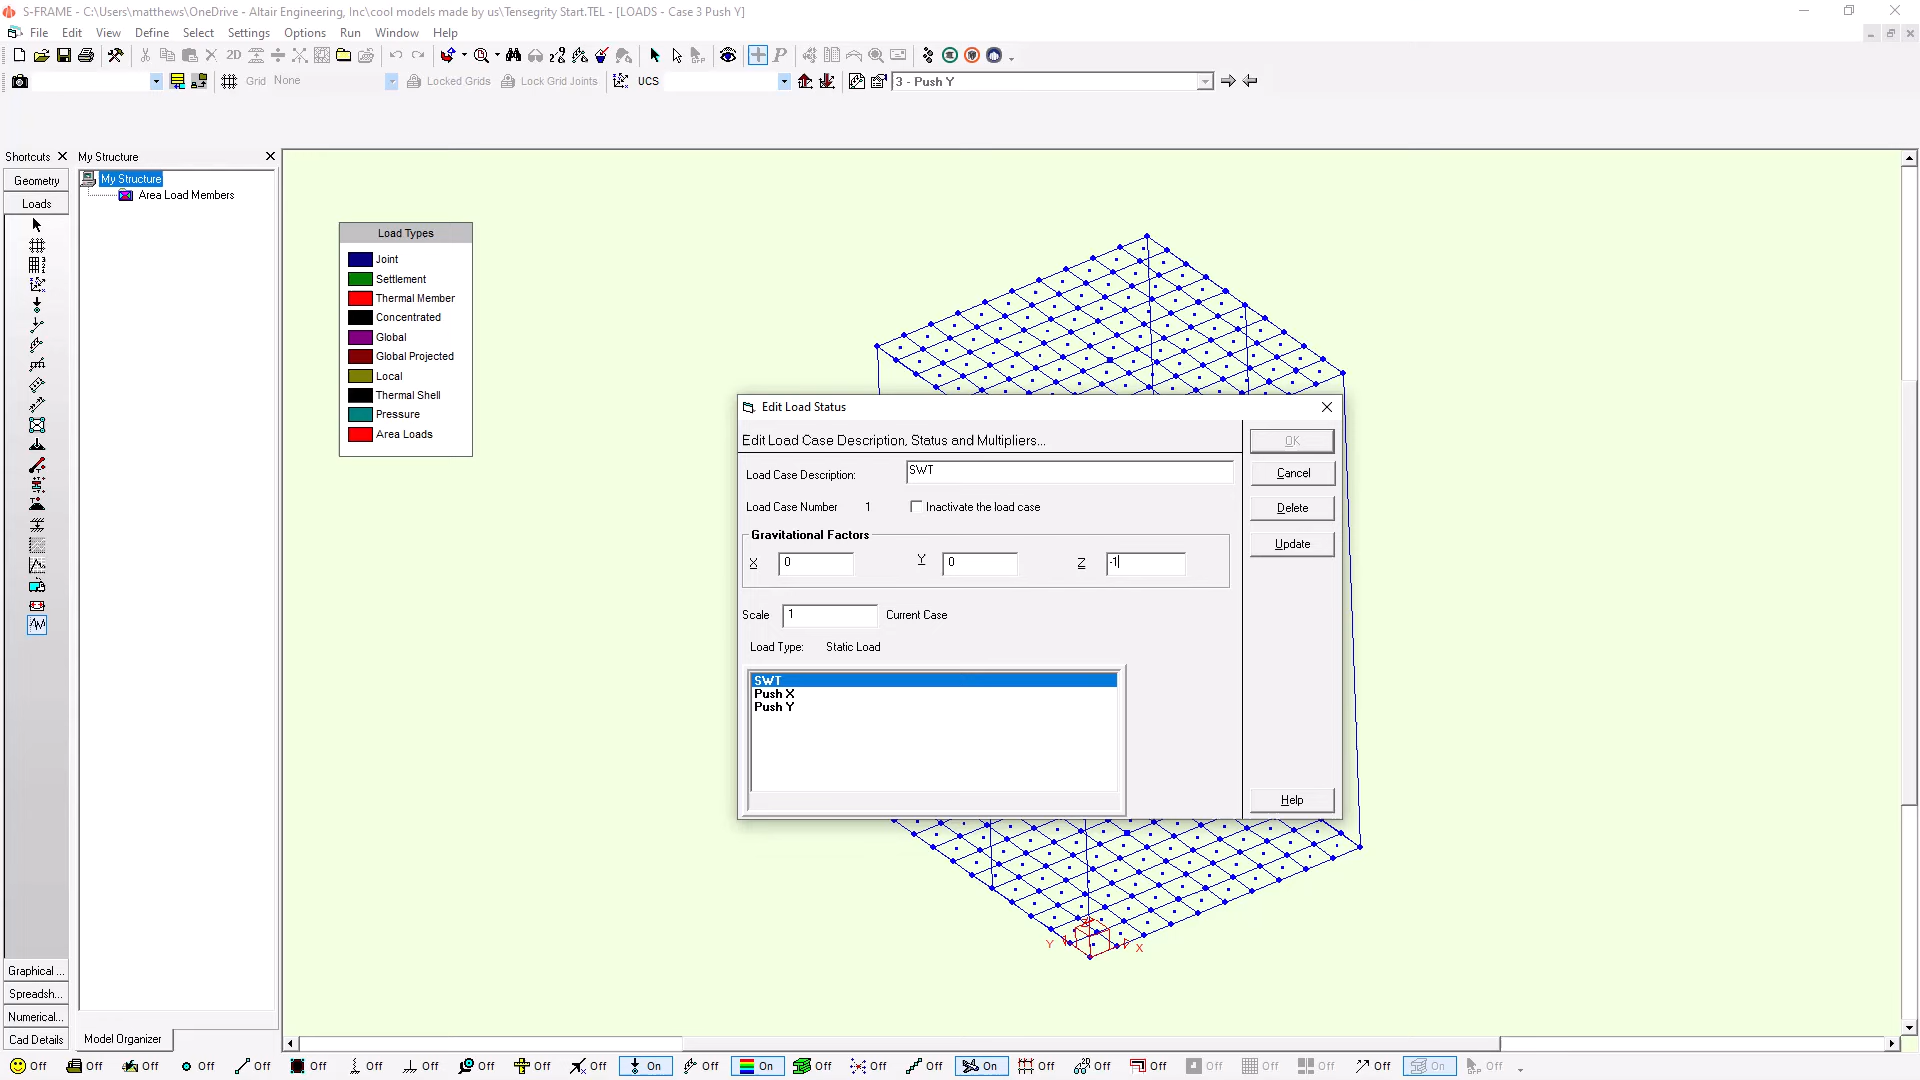 S-FRAME - C:\Users\matthews\OneDrive - Altair Engineering, Inc\cool models made by us\Tensegrity Start.TEL - [LOADS - Case 3 Push Y]
File Edit View Define Select Settings Options Run Window Help
2D
Grid None Locked Grids Lock Grid Joints UCS 3 - Push Y
Shortcuts My Structure
Geometry My Structure
Area Load Members
Loads
Load Types
Joint
Settlement
Thermal Member
Concentrated
Global
Global Projected
Local
Thermal Shell
Pressure
Area Loads
Edit Load Status
Edit Load Case Description, Status and Multipliers...
OK
Load Case Description: SWT
Cancel
Load Case Number 1 Inactivate the load case
Delete
Gravitational Factors
Update
X 0 Y 0 Z -1
Scale 1 Current Case
Load Type: Static Load
SWT
Push X
Push Y
Help
Y X
Graphical ...
Spreadsh...
Numerical...
Cad Details
Model Organizer
Off Off Off Off Off Off Off Off Off Off Off On Off On Off Off Off On Off Off Off Off Off Off Off On Off